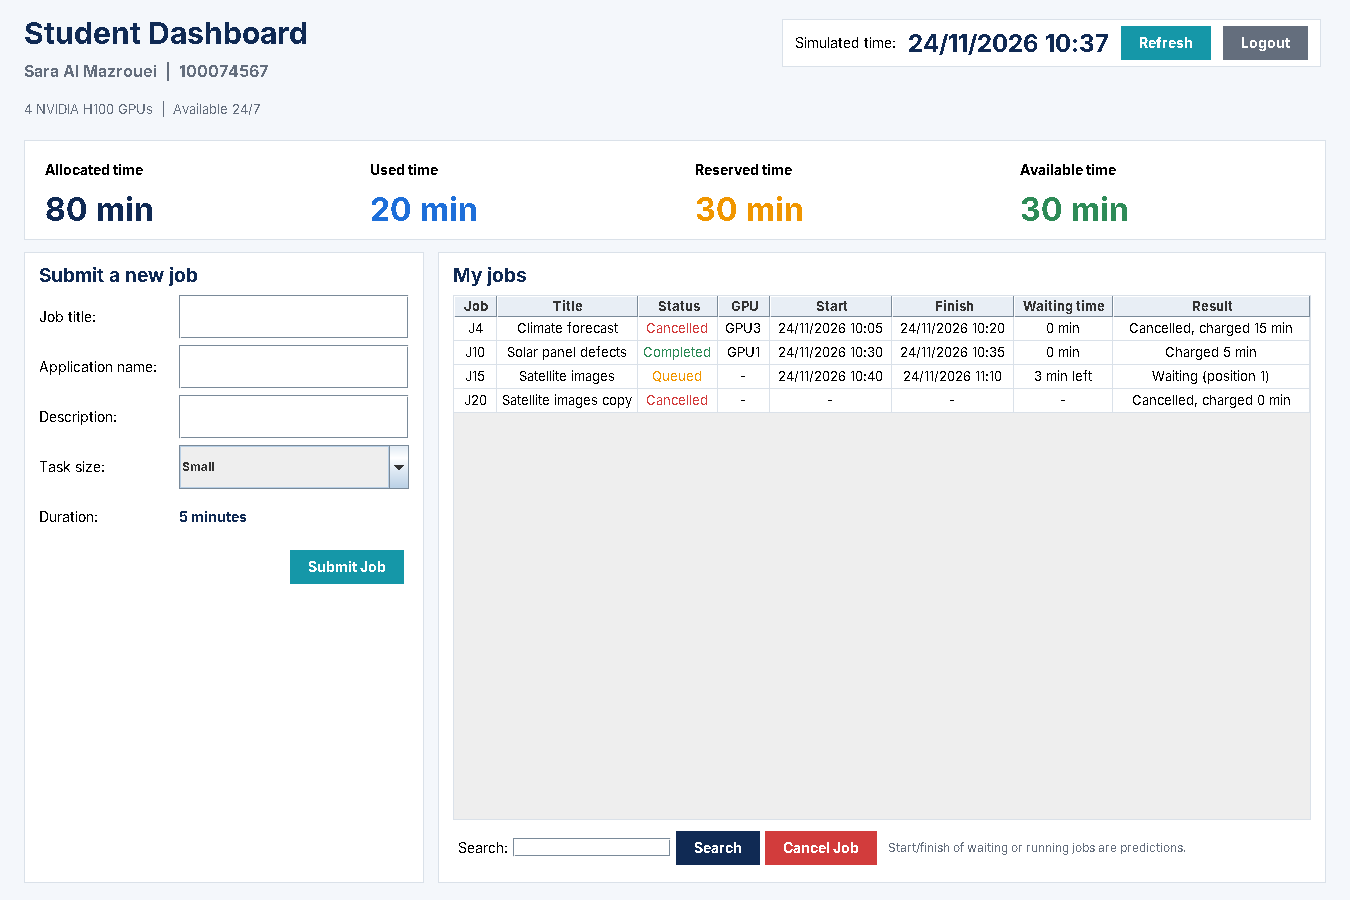 Student Dashboard
Sara Al Mazrouei | 100074567
4 NVIDIA H100 GPUs | Available 24/7
Simulated time: 24/11/2026 10:37 Refresh Logout
Allocated time Used time Reserved time Available time
80 min 20 min 30 min 30 min
Submit a new job
Job title:
Application name:
Description:
Task size: Small
Duration: 5 minutes
Submit Job
My jobs
Job Title Status GPU Start Finish Waiting time Result
J4 Climate forecast Cancelled GPU3 24/11/2026 10:05 24/11/2026 10:20 0 min Cancelled, charged 15 min
J10 Solar panel defects Completed GPU1 24/11/2026 10:30 24/11/2026 10:35 0 min Charged 5 min
J15 Satellite images Queued - 24/11/2026 10:40 24/11/2026 11:10 3 min left Waiting (position 1)
J20 Satellite images copy Cancelled - - - - Cancelled, charged 0 min
Search: Search Cancel Job Start/finish of waiting or running jobs are predictions.